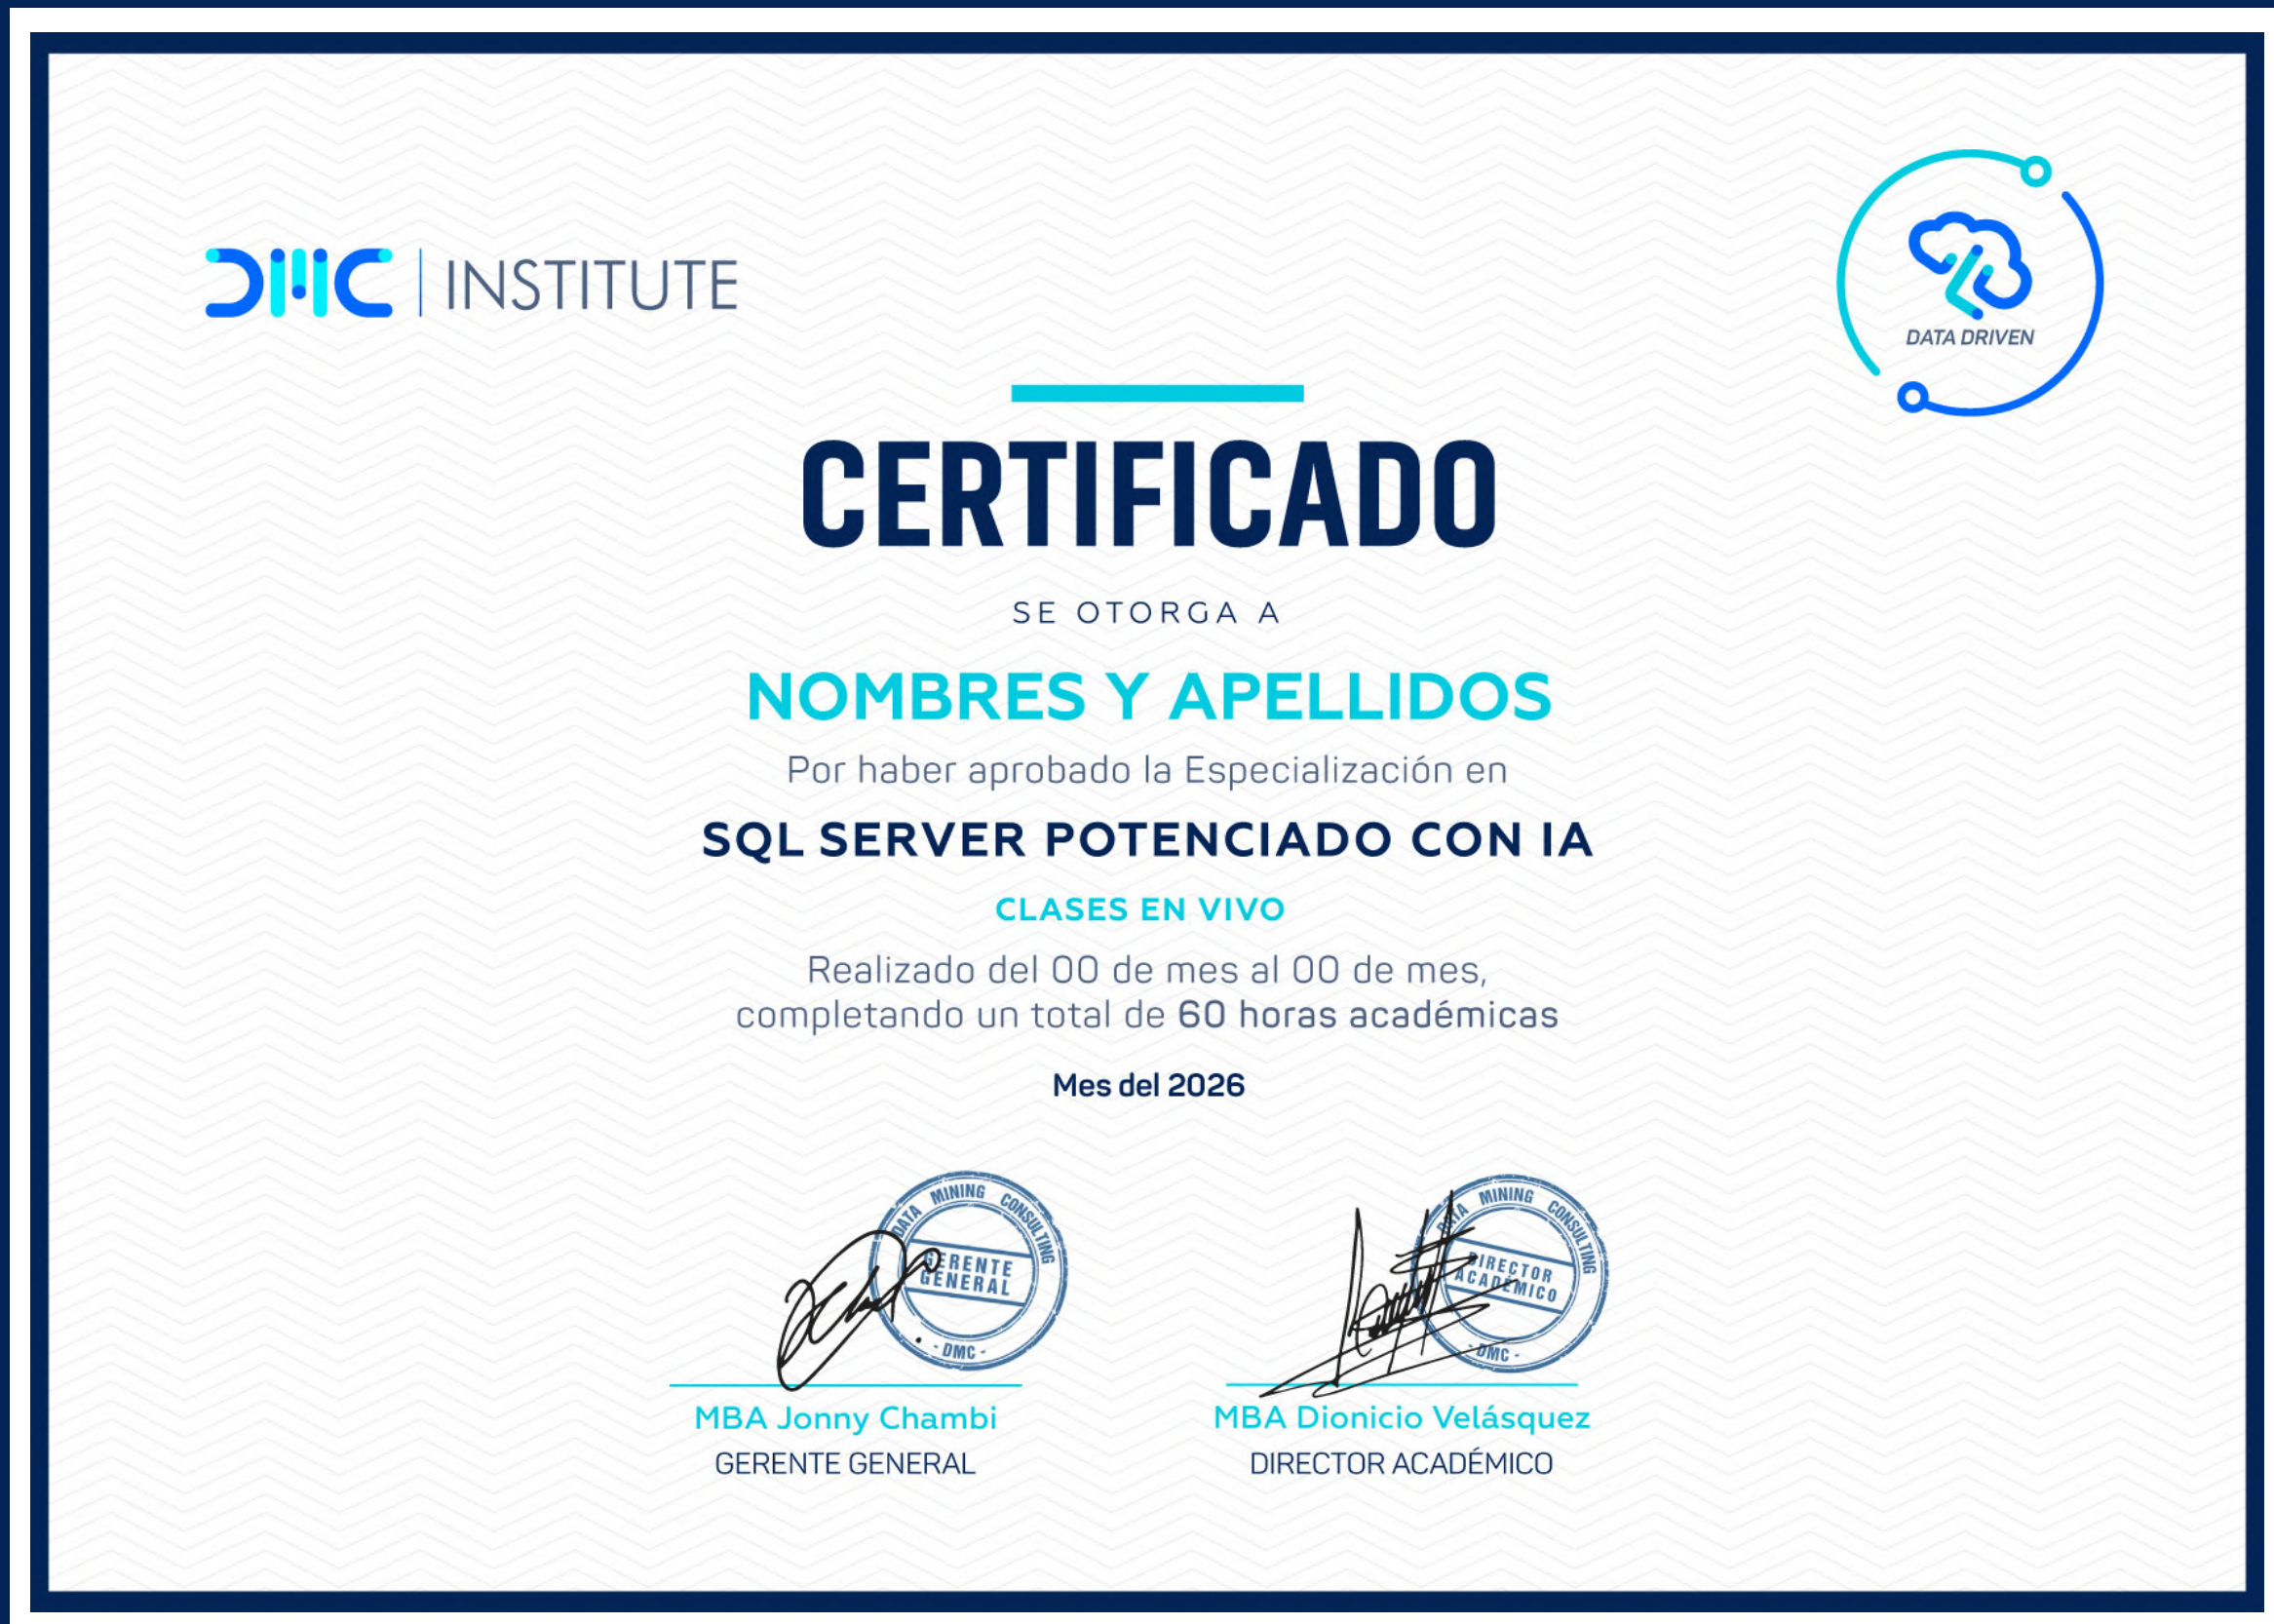 DMC | INSTITUTE
DATA DRIVEN
CERTIFICADO
SE OTORGA A
NOMBRES Y APELLIDOS
Por haber aprobado la Especialización en
SQL SERVER POTENCIADO CON IA
CLASES EN VIVO
Realizado del 00 de mes al 00 de mes,
completando un total de 60 horas académicas
Mes del 2026
DATA MINING CONSULTING
GERENTE
GENERAL
- DMC -
DATA MINING CONSULTING
DIRECTOR
ACADÉMICO
- DMC -
MBA Jonny Chambi
GERENTE GENERAL
MBA Dionicio Velásquez
DIRECTOR ACADÉMICO